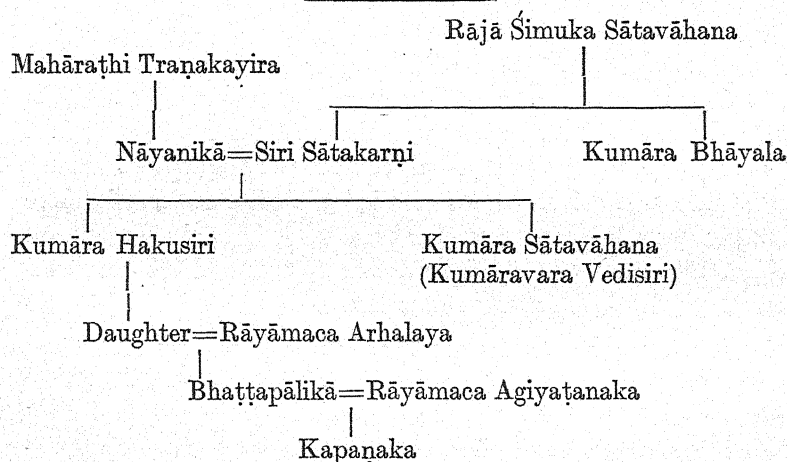 Rājā Śimuka Sātavāhana
Mahāraṭhi Traṇakayira
Nāyanikā=Siri Sātakarṇi Kumāra Bhāyala
Kumāra Hakusiri Kumāra Sātavāhana
(Kumāravara Vedisiri)
Daughter=Rāyāmaca Arhalaya
Bhaṭṭapālikā=Rāyāmaca Agiyaṭanaka
Kapaṇaka